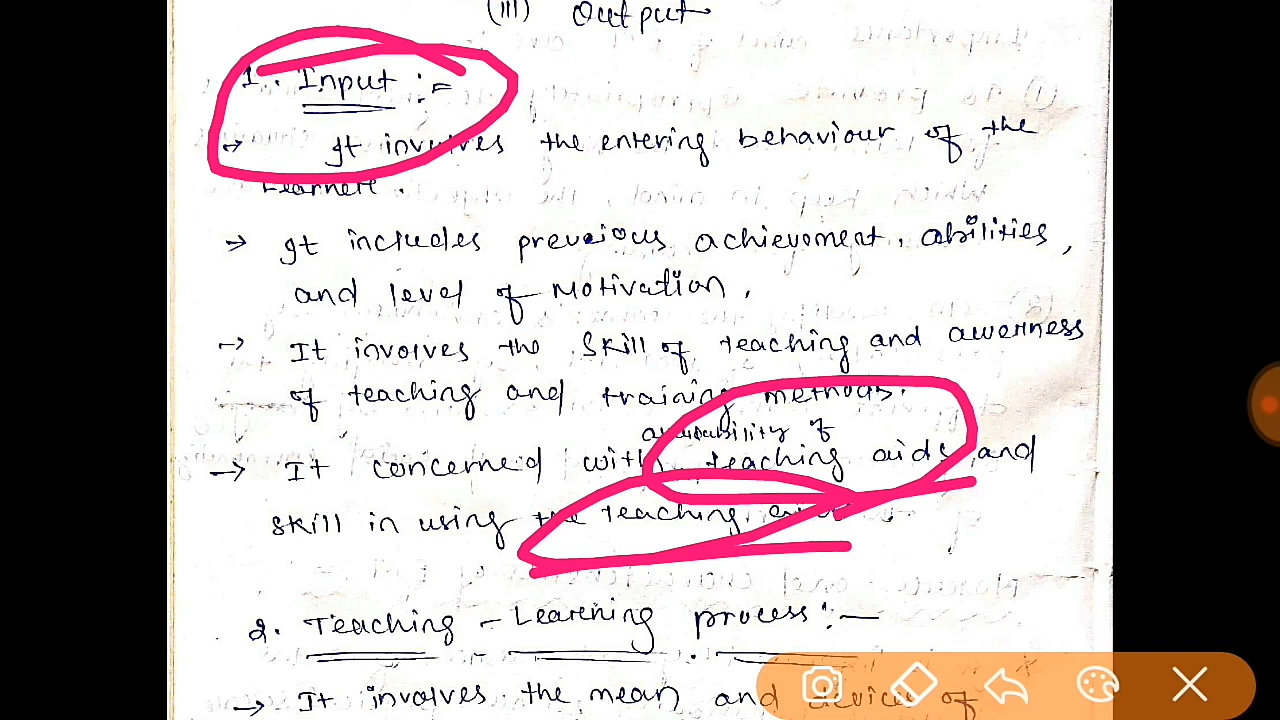 (III) Output
1. Input :-
→ It involves the entering behaviour of the
Learner.
→ It includes previous achievement, abilities,
and level of Motivation,
→ It involves the skill of teaching and awerness
of teaching and training methods.
availability of
→ It concerned with teaching aids and
skill in using the teaching
2. Teaching - Learning process :-
→ It involves the mean and devices of